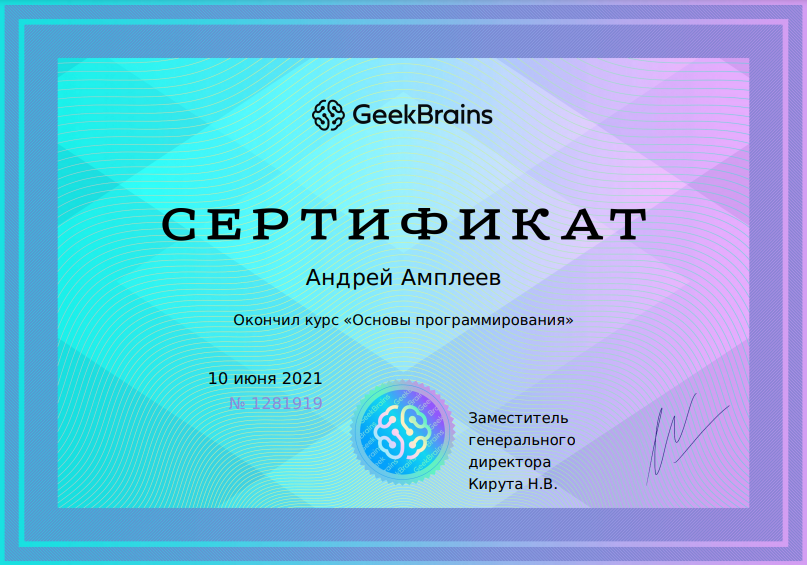 GeekBrains
СЕРТИФИКАТ
Андрей Амплеев
Окончил курс «Основы программирования»
10 июня 2021
№ 1281919
Заместитель
генерального
директора
Кирута Н.В.